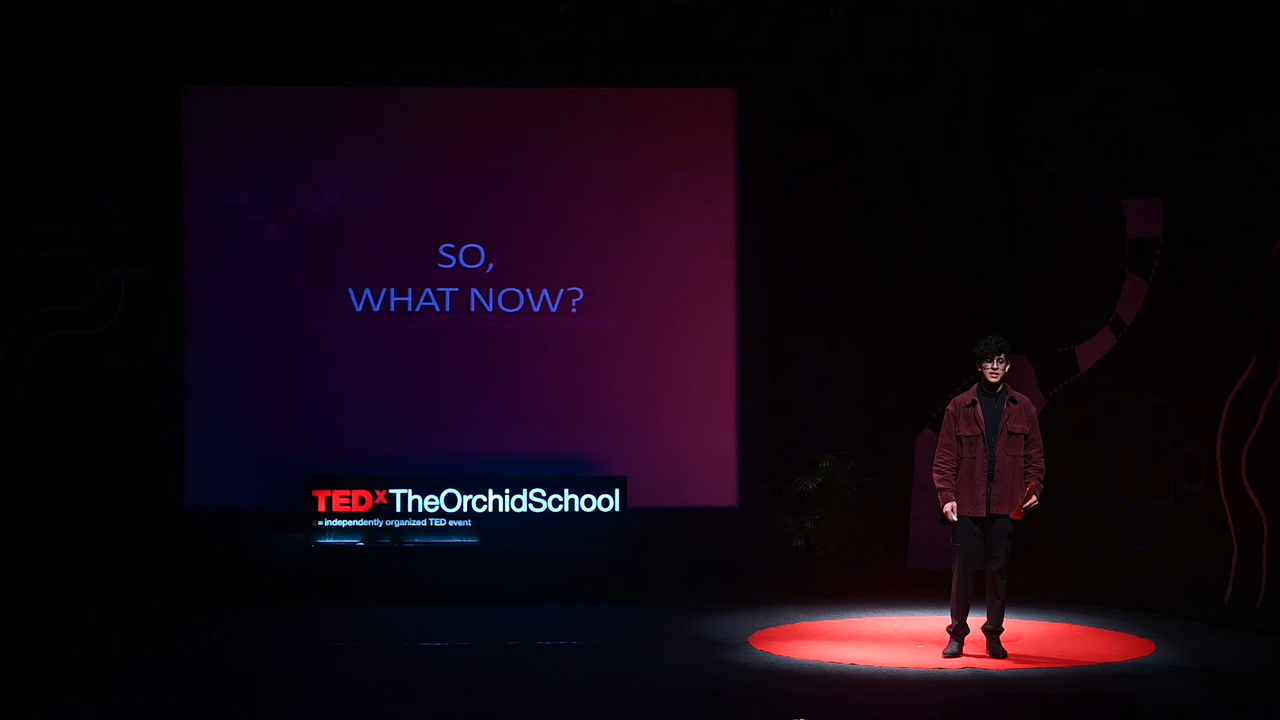 SO,
WHAT NOW?
TEDxTheOrchidSchool
x = independently organized TED event